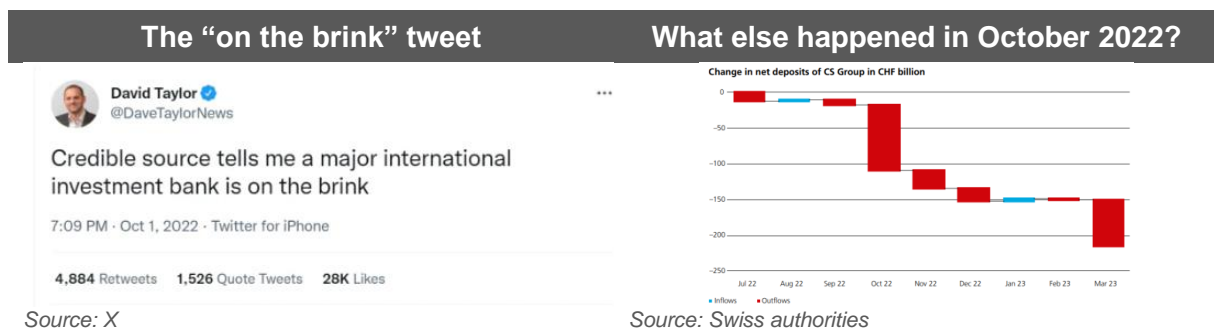 The “on the brink” tweet
David Taylor
@DaveTaylorNews
Credible source tells me a major international
investment bank is on the brink
7:09 PM · Oct 1, 2022 · Twitter for iPhone
4,884 Retweets 1,526 Quote Tweets 28K Likes
Source: X
What else happened in October 2022?
Change in net deposits of CS Group in CHF billion
0
−50
−100
−150
−200
−250
Jul 22 Aug 22 Sep 22 Oct 22 Nov 22 Dec 22 Jan 23 Feb 23 Mar 23
Inflows Outflows
Source: Swiss authorities